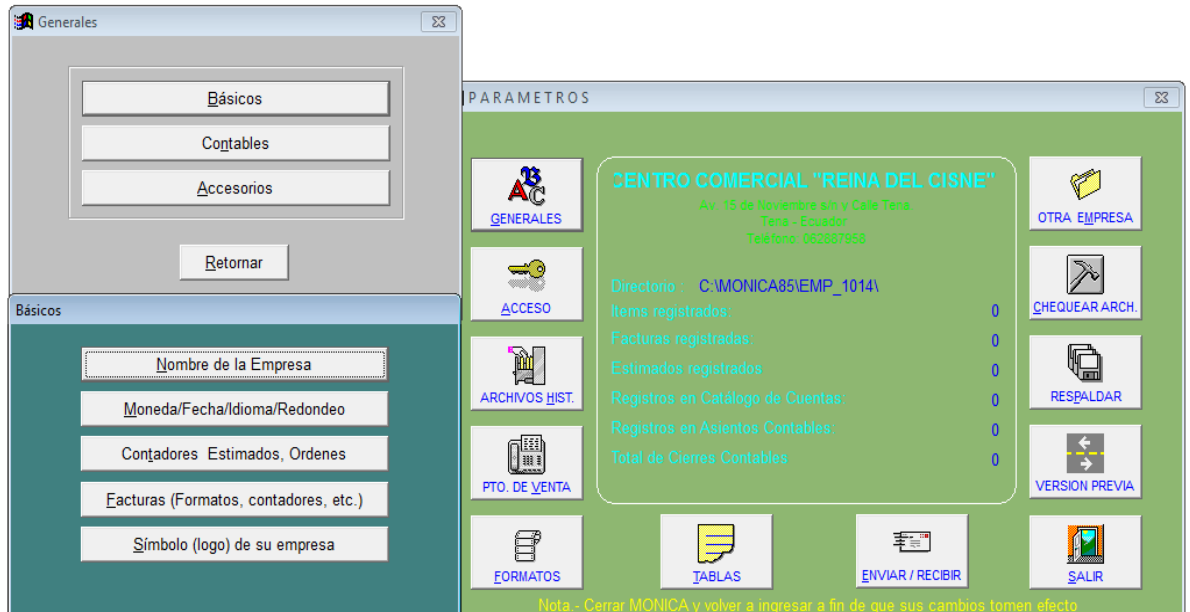 Generales
Básicos
Contables
Accesorios
Retornar
Básicos
Nombre de la Empresa
Moneda/Fecha/Idioma/Redondeo
Contadores Estimados, Ordenes
Facturas (Formatos, contadores, etc.)
Símbolo (logo) de su empresa
PARAMETROS
GENERALES
ACCESO
ARCHIVOS HIST.
PTO. DE VENTA
FORMATOS
CENTRO COMERCIAL "REINA DEL CISNE"
Av. 15 de Noviembre s/n y Calle Tena.
Tena - Ecuador
Teléfono: 062887956
Directorio : C:\MONICA85\EMP_1014\
Items registrados: 0
Facturas registradas: 0
Estimados registrados: 0
Registros en Catálogo de Cuentas: 0
Registros en Asientos Contables: 0
Total de Cierres Contables 0
OTRA EMPRESA
CHEQUEAR ARCH.
RESPALDAR
VERSION PREVIA
TABLAS
ENVIAR / RECIBIR
SALIR
Nota.- Cerrar MONICA y volver a ingresar a fin de que sus cambios tomen efecto